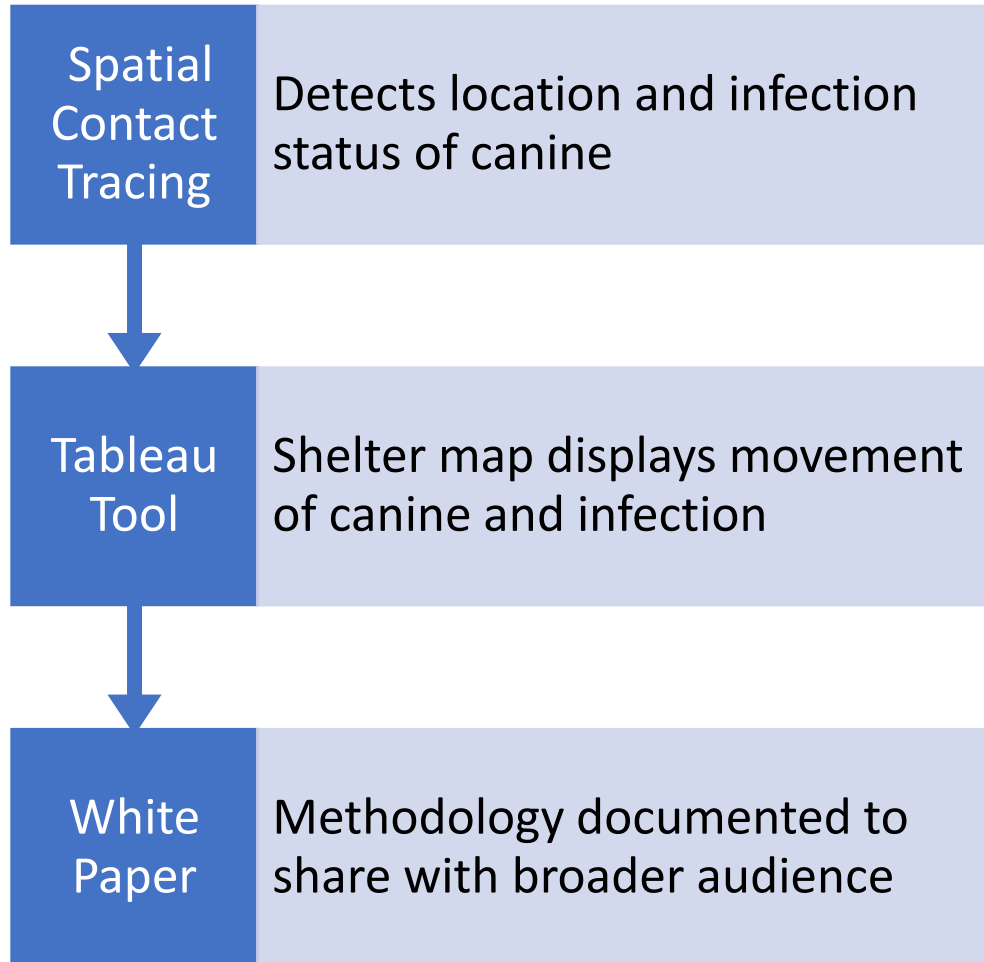 Spatial
Contact
Tracing
Detects location and infection
status of canine
Tableau
Tool
Shelter map displays movement
of canine and infection
White
Paper
Methodology documented to
share with broader audience